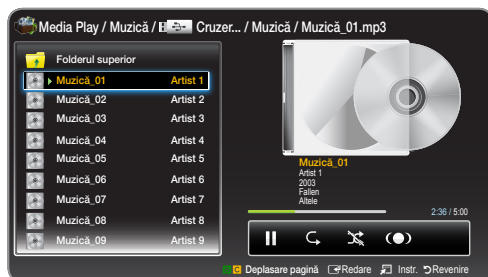 Media Play / Muzică / Cruzer... / Muzică / Muzică_01.mp3
Folderul superior
Muzică_01 Artist 1
Muzică_02 Artist 2
Muzică_03 Artist 3
Muzică_04 Artist 4
Muzică_05 Artist 5
Muzică_06 Artist 6
Muzică_07 Artist 7
Muzică_08 Artist 8
Muzică_09 Artist 9
Muzică_01
Artist 1
2003
Fallen
Altele
2:36 / 5:00
C Deplasare pagină Redare Instr. Revenire